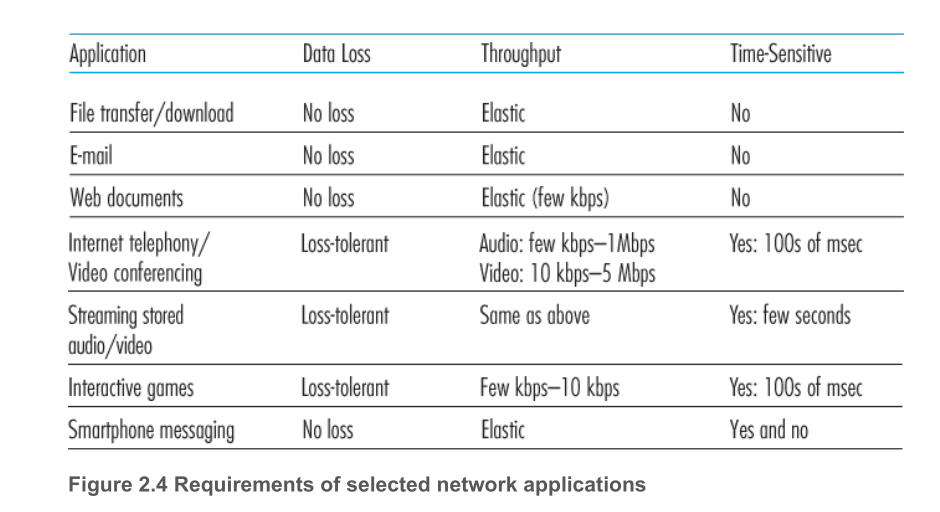 Application Data Loss Throughput Time-Sensitive
File transfer/download No loss Elastic No
E-mail No loss Elastic No
Web documents No loss Elastic (few kbps) No
Internet telephony/ Loss-tolerant Audio: few kbps–1Mbps Yes: 100s of msec
Video conferencing Video: 10 kbps–5 Mbps
Streaming stored Loss-tolerant Same as above Yes: few seconds
audio/video
Interactive games Loss-tolerant Few kbps–10 kbps Yes: 100s of msec
Smartphone messaging No loss Elastic Yes and no
Figure 2.4 Requirements of selected network applications